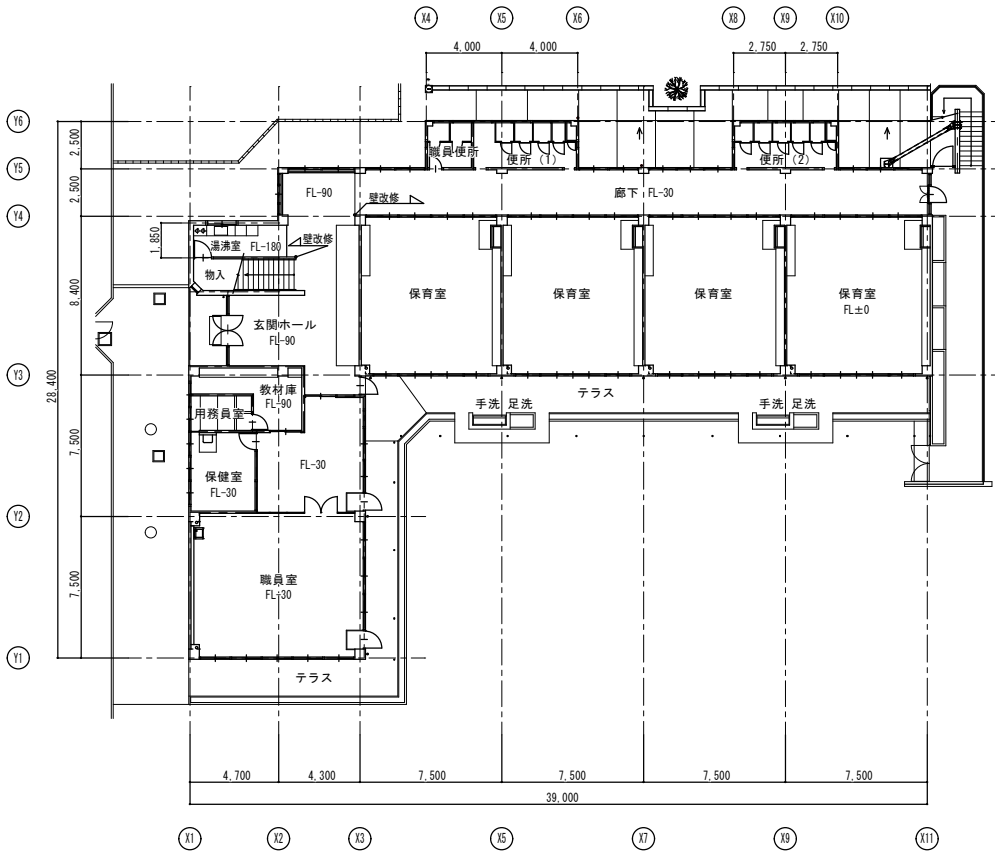 X4
X5
X6
X8
X9
X10
4.000
4.000
2.750
2.750
Y6
2.500
職員便所
便所（1）
便所（2）
Y5
2.500
FL-90
壁改修
廊下 FL-30
Y4
1.850
湯沸室
FL-180
壁改修
物入
8.400
保育室
保育室
保育室
保育室
FL±0
玄関ホール
FL-90
28.400
Y3
教材庫
FL-90
テラス
用務員室
手洗 足洗
手洗 足洗
7.500
FL-30
保健室
FL-30
Y2
職員室
FL-30
7.500
Y1
テラス
4.700
4.300
7.500
7.500
7.500
7.500
39.000
X1
X2
X3
X5
X7
X9
X11